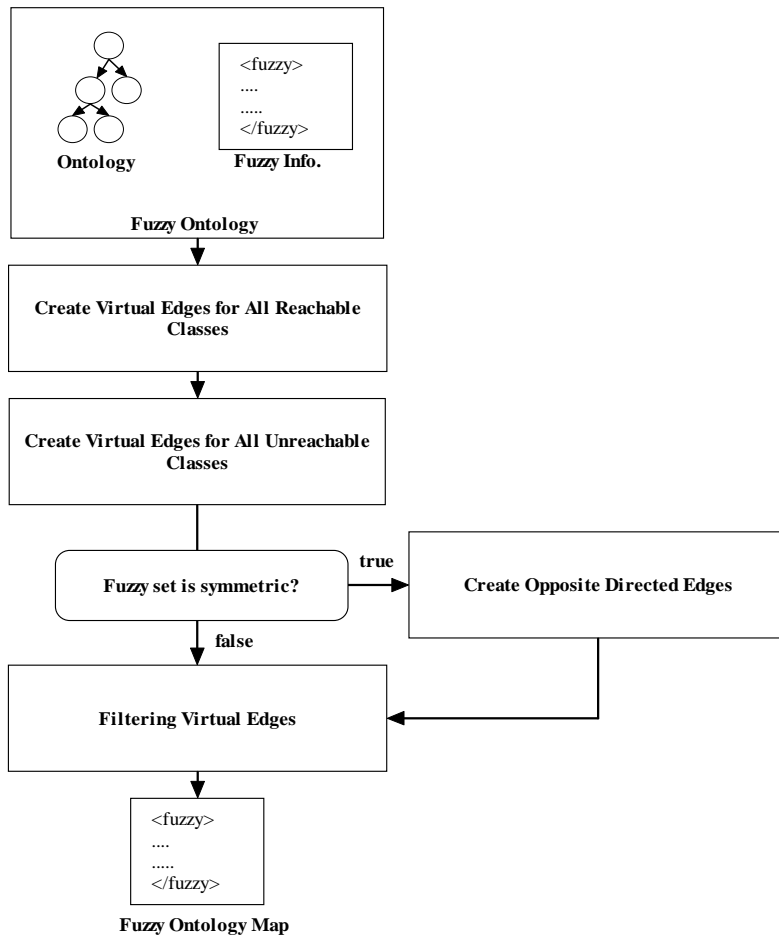 <fuzzy>
....
.....
</fuzzy>
Ontology
Fuzzy Info.
Fuzzy Ontology
Create Virtual Edges for All Reachable
Classes
Create Virtual Edges for All Unreachable
Classes
Fuzzy set is symmetric?
true
Create Opposite Directed Edges
false
Filtering Virtual Edges
<fuzzy>
....
.....
</fuzzy>
Fuzzy Ontology Map